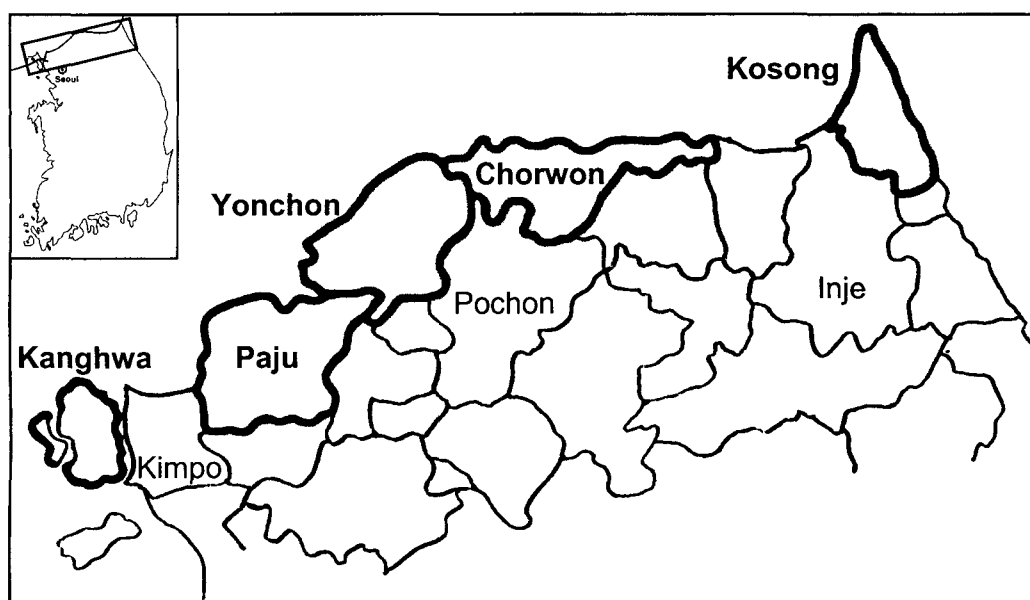 Seoul
Kosong
Chorwon
Yonchon
Pochon
Inje
Kanghwa
Paju
Kimpo